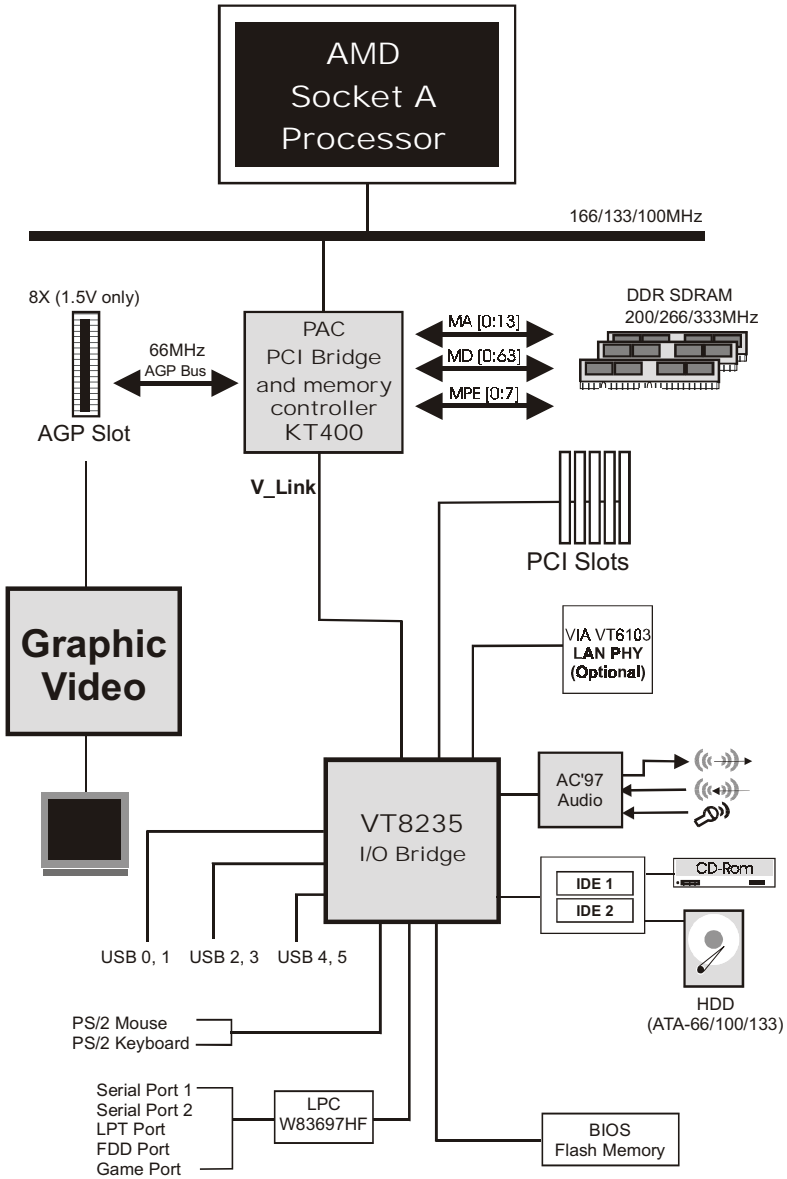 AMD
Socket A
Processor
166/133/100MHz
8X (1.5V only)
66MHz
AGP Bus
AGP Slot
PAC
PCI Bridge
and memory
controller
KT400
MA [0:13]
MD [0:63]
MPE [0:7]
DDR SDRAM
200/266/333MHz
V_Link
PCI Slots
Graphic
Video
VIA VT6103
LAN PHY
(Optional)
VT8235
I/O Bridge
AC'97
Audio
IDE 1
IDE 2
CD-Rom
HDD
(ATA-66/100/133)
USB 0, 1
USB 2, 3
USB 4, 5
PS/2 Mouse
PS/2 Keyboard
Serial Port 1
Serial Port 2
LPT Port
FDD Port
Game Port
LPC
W83697HF
BIOS
Flash Memory